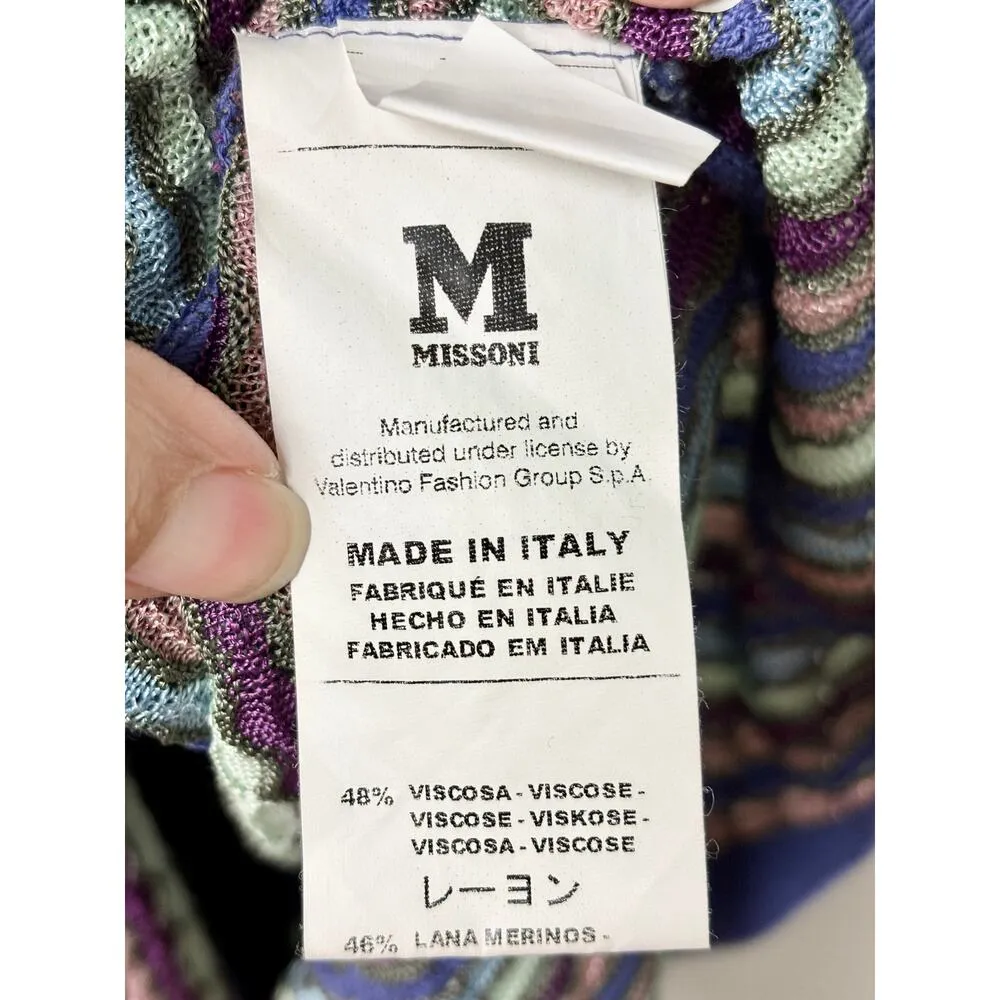 M
MISSONI
Manufactured and
distributed under license by
Valentino Fashion Group S.p.A.
MADE IN ITALY
FABRIQUÉ EN ITALIE
HECHO EN ITALIA
FABRICADO EM ITALIA
48% VISCOSA - VISCOSE -
VISCOSE - VISKOSE -
VISCOSA - VISCOSE
レーヨン
46% LANA MERINOS -